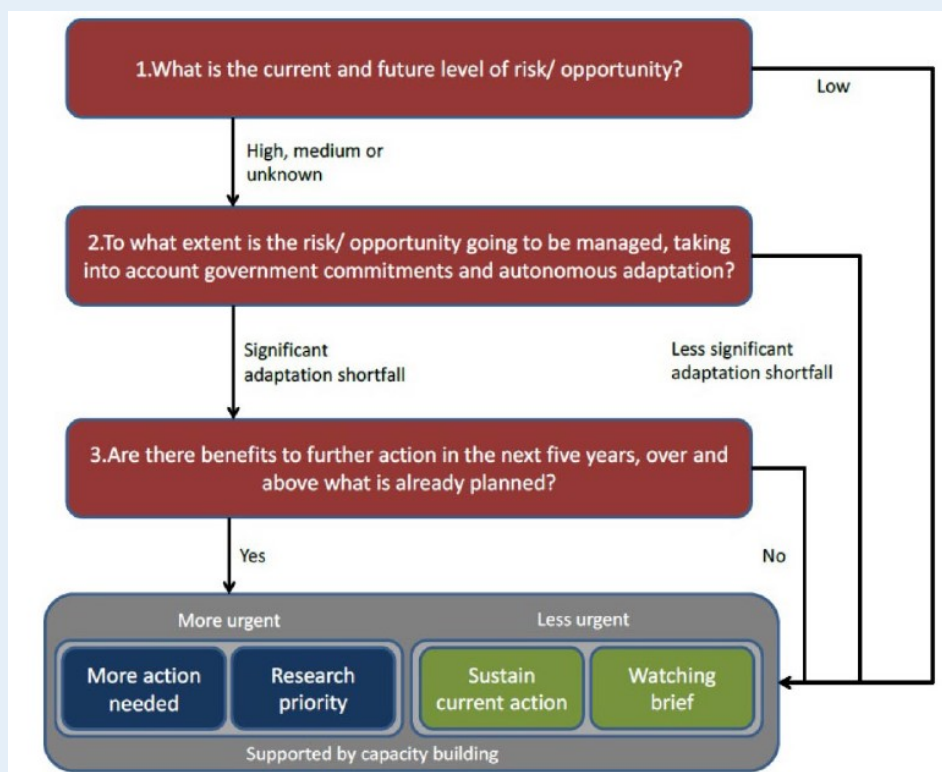 1.What is the current and future level of risk/ opportunity?
Low
High, medium or
unknown
2.To what extent is the risk/ opportunity going to be managed, taking
into account government commitments and autonomous adaptation?
Significant
adaptation shortfall
Less significant
adaptation shortfall
3.Are there benefits to further action in the next five years, over and
above what is already planned?
Yes
No
More urgent
Less urgent
More action
needed
Research
priority
Sustain
current action
Watching
brief
Supported by capacity building